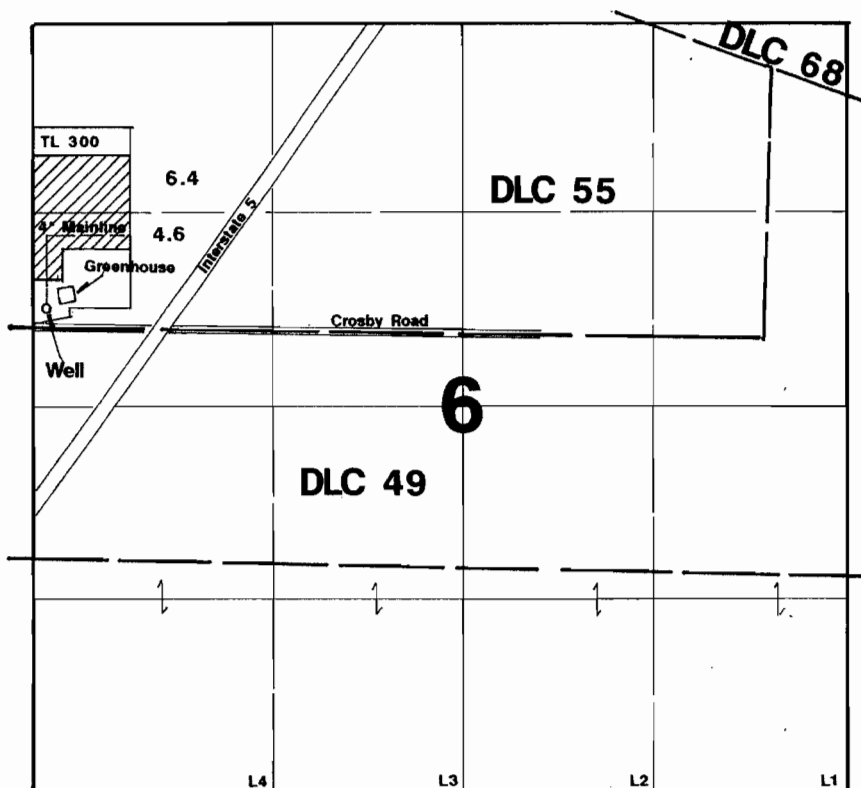 DLC 68
TL 300
6.4
DLC 55
4" Mainline
4.6
Interstate 5
Greenhouse
Crosby Road
Well
6
DLC 49
L4
L3
L2
L1